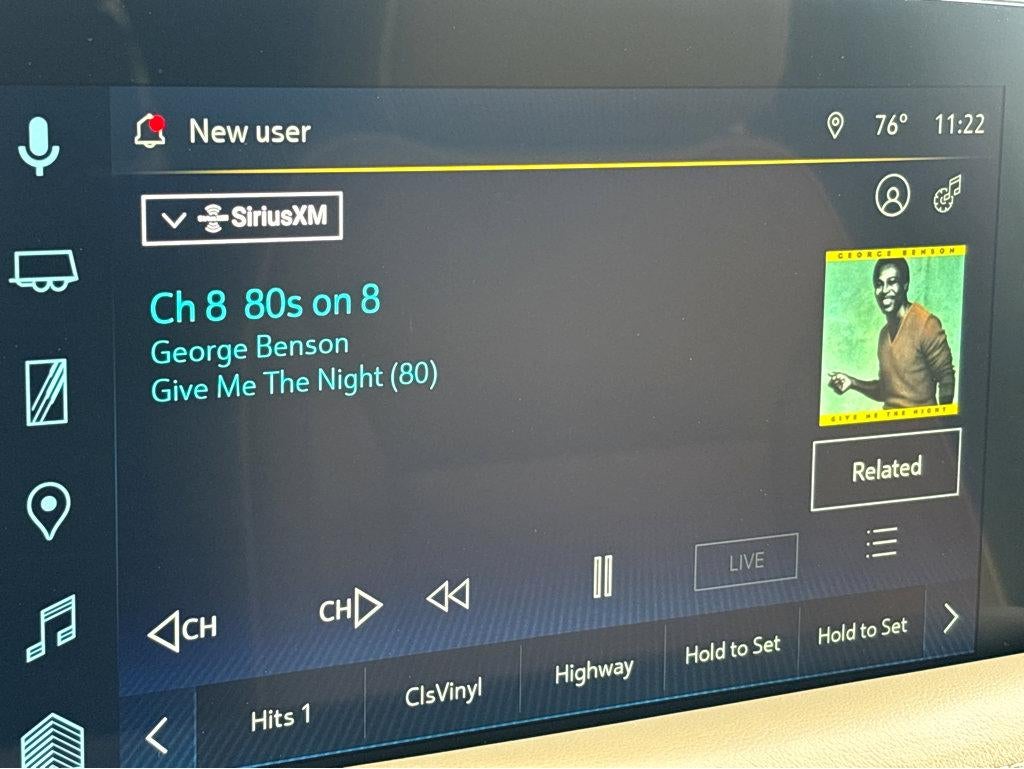 New user
76°
11:22
SiriusXM
Ch 8 80s on 8
George Benson
Give Me The Night (80)
GEORGE BENSON
GIVE ME THE NIGHT
Related
LIVE
CH
CH
Hits 1
ClsVinyl
Highway
Hold to Set
Hold to Set